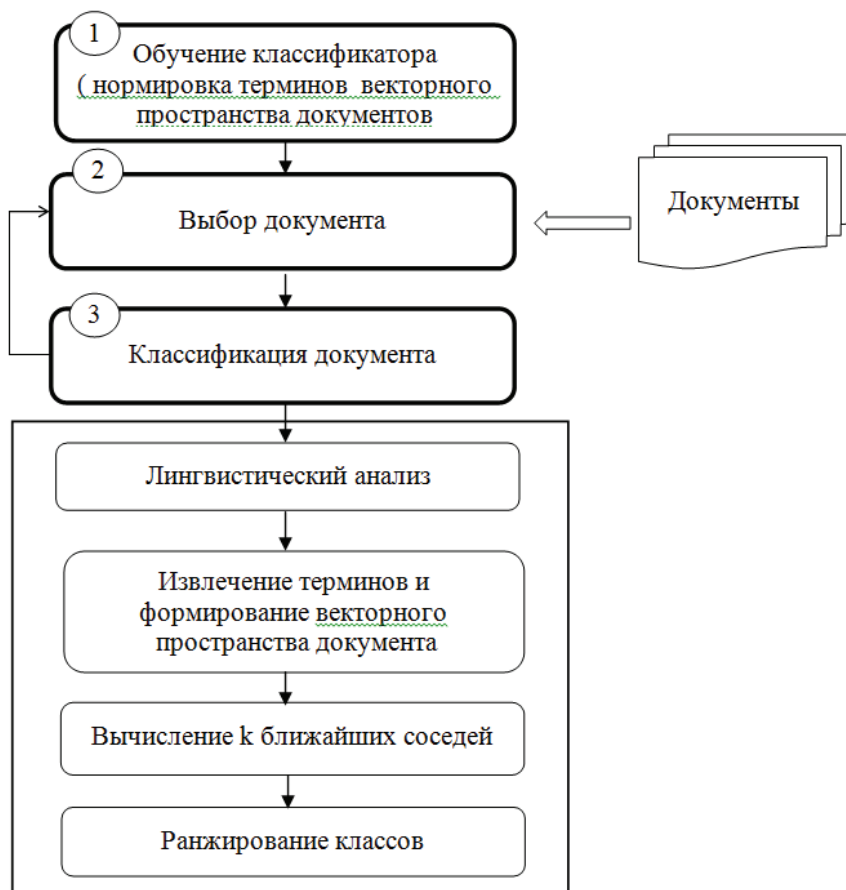 1
Обучение классификатора
( нормировка терминов векторного
пространства документов
2
Выбор документа
Документы
3
Классификация документа
Лингвистический анализ
Извлечение терминов и
формирование векторного
пространства документа
Вычисление k ближайших соседей
Ранжирование классов